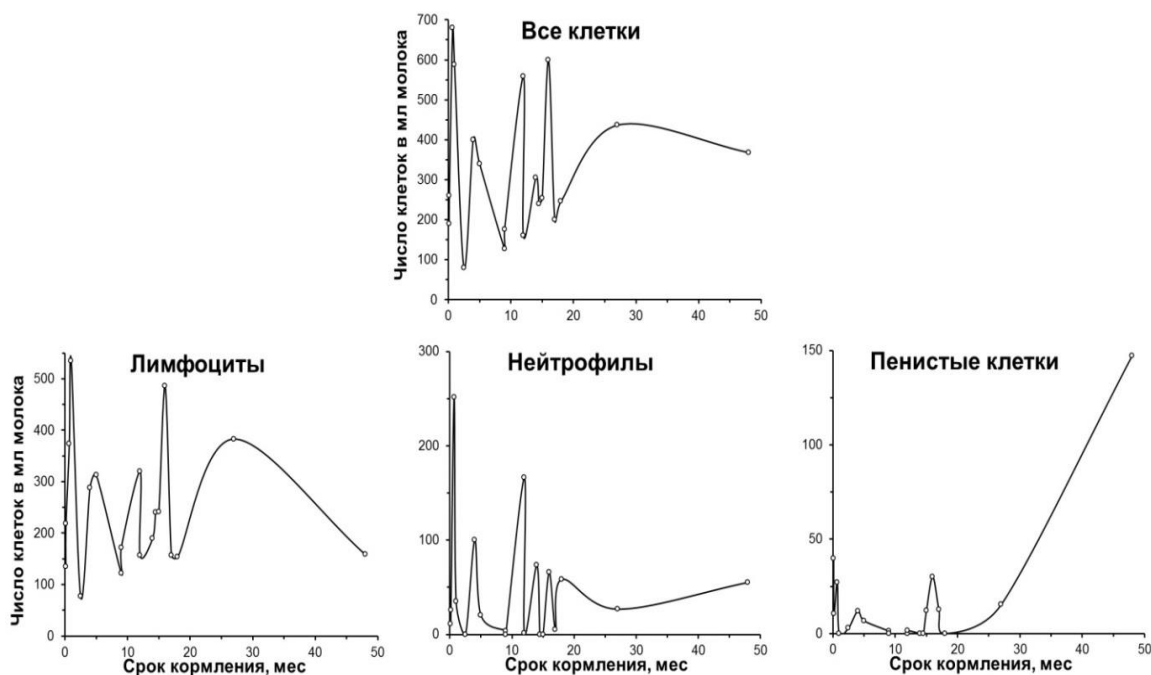 Все клетки
Число клеток в мл молока
700
600
500
400
300
200
100
0
0 10 20 30 40 50
Лимфоциты
Число клеток в мл молока
500
400
300
200
100
0
0 10 20 30 40 50
Срок кормления, мес
Нейтрофилы
300
200
100
0
0 10 20 30 40 50
Срок кормления, мес
Пенистые клетки
150
100
50
0
0 10 20 30 40 50
Срок кормления, мес